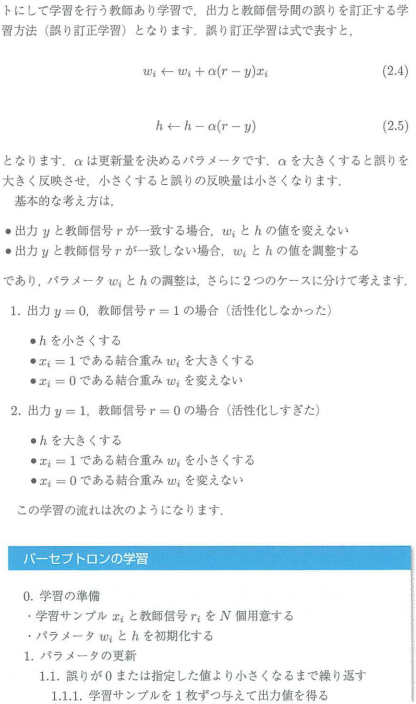 トにして学習を行う教師あり学習で，出力と教師信号間の誤りを訂正する学
習方法（誤り訂正学習）となります．誤り訂正学習は式で表すと，
w_i ← w_i + α(r − y)x_i (2.4)
h ← h − α(r − y) (2.5)
となります．α は更新量を決めるパラメータです．α を大きくすると誤りを
大きく反映させ，小さくすると誤りの反映量は小さくなります．
基本的な考え方は，
●出力 y と教師信号 r が一致する場合，w_i と h の値を変えない
●出力 y と教師信号 r が一致しない場合，w_i と h の値を調整する
であり，パラメータ w_i と h の調整は，さらに 2 つのケースに分けて考えます．
1. 出力 y = 0，教師信号 r = 1 の場合（活性化しなかった）
●h を小さくする
●x_i = 1 である結合重み w_i を大きくする
●x_i = 0 である結合重み w_i を変えない
2. 出力 y = 1，教師信号 r = 0 の場合（活性化しすぎた）
●h を大きくする
●x_i = 1 である結合重み w_i を小さくする
●x_i = 0 である結合重み w_i を変えない
この学習の流れは次のようになります．
パーセプトロンの学習
0. 学習の準備
・学習サンプル x_i と教師信号 r_i を N 個用意する
・パラメータ w_i と h を初期化する
1. パラメータの更新
1.1. 誤りが 0 または指定した値より小さくなるまで繰り返す
1.1.1. 学習サンプルを 1 枚ずつ与えて出力値を得る